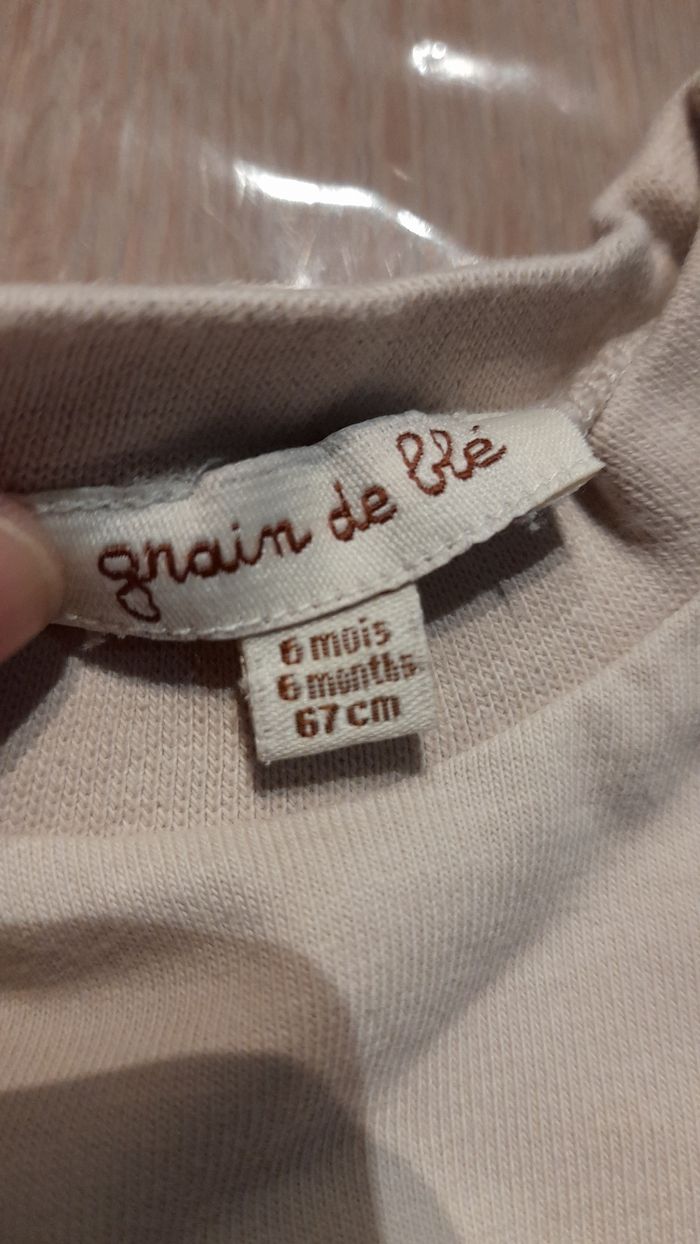 grain de blé
6 mois
6 months
67 cm